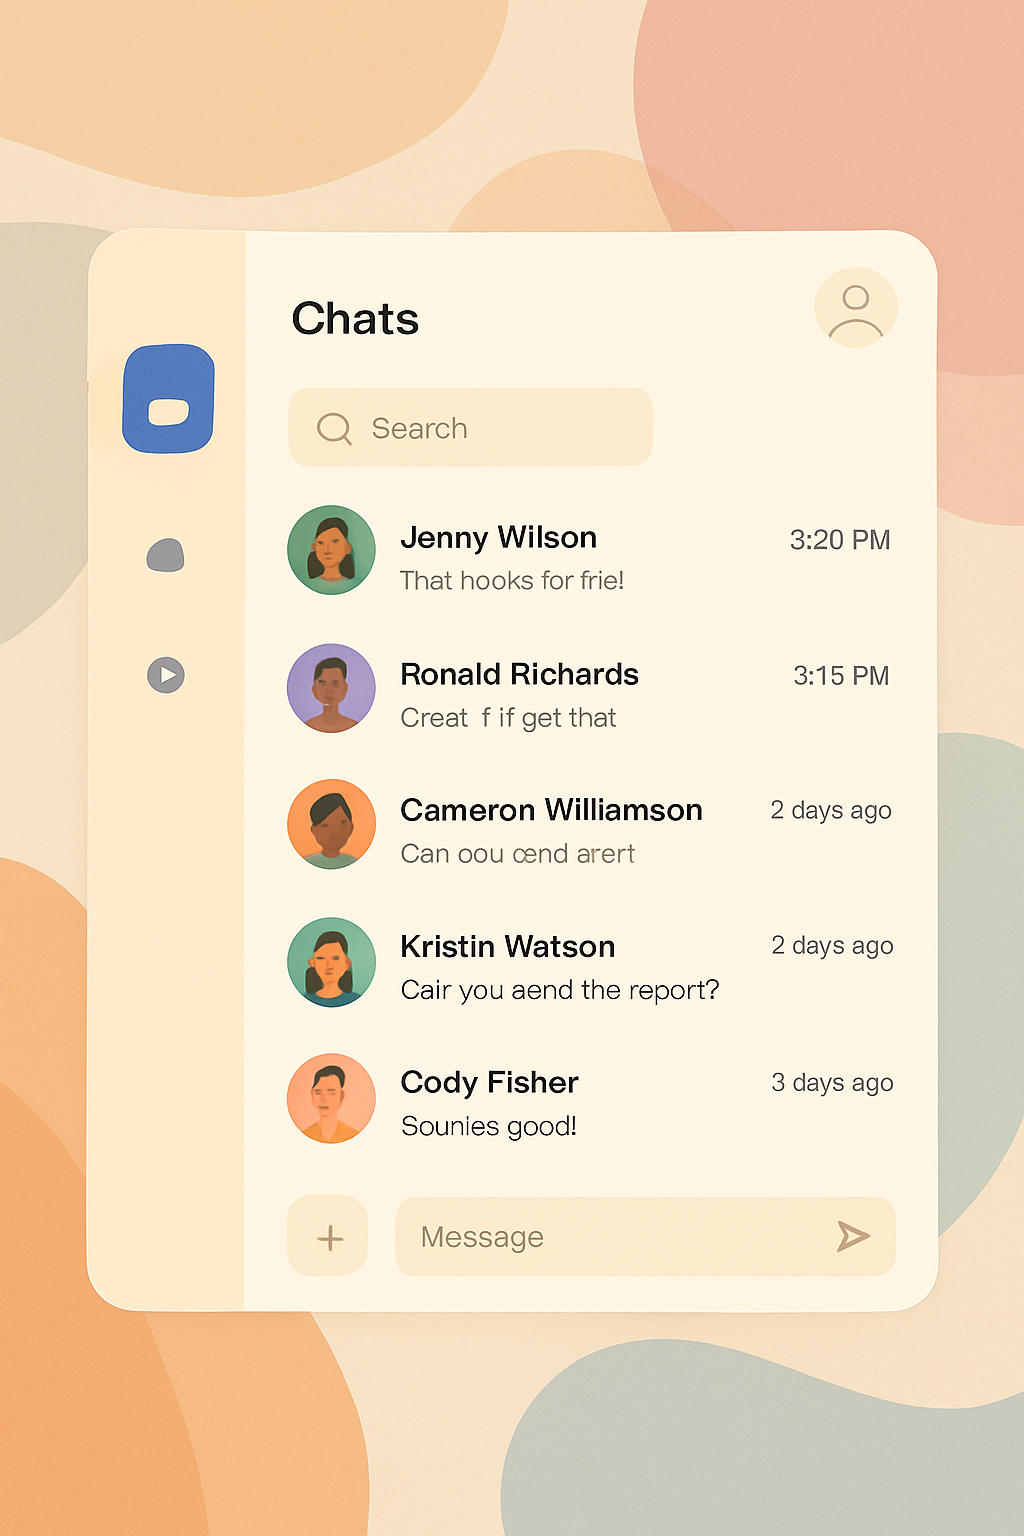 Chats
Search
Jenny Wilson
3:20 PM
That hooks for frie!
Ronald Richards
3:15 PM
Creat f if get that
Cameron Williamson
2 days ago
Can oou œnd arert
Kristin Watson
2 days ago
Cair you aend the report?
Cody Fisher
3 days ago
Sounies good!
Message